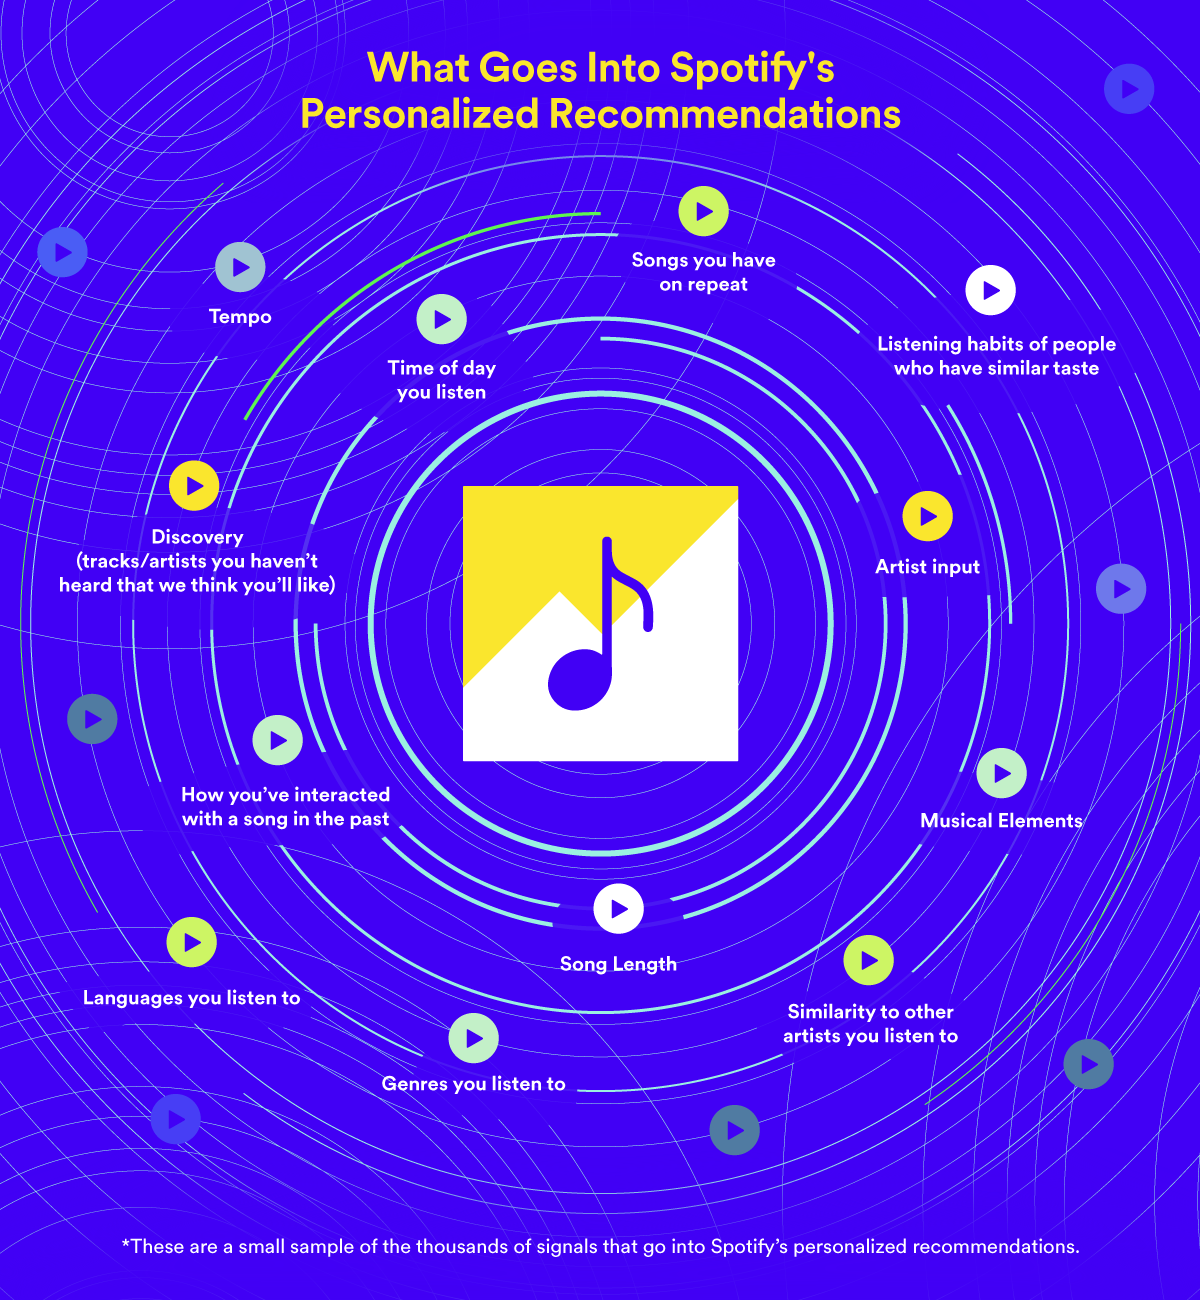 What Goes Into Spotify's
Personalized Recommendations
Songs you have
on repeat
Tempo
Listening habits of people
who have similar taste
Time of day
you listen
Discovery
(tracks/artists you haven’t
heard that we think you’ll like)
Artist input
How you’ve interacted
with a song in the past
Musical Elements
Song Length
Languages you listen to
Similarity to other
artists you listen to
Genres you listen to
*These are a small sample of the thousands of signals that go into Spotify’s personalized recommendations.